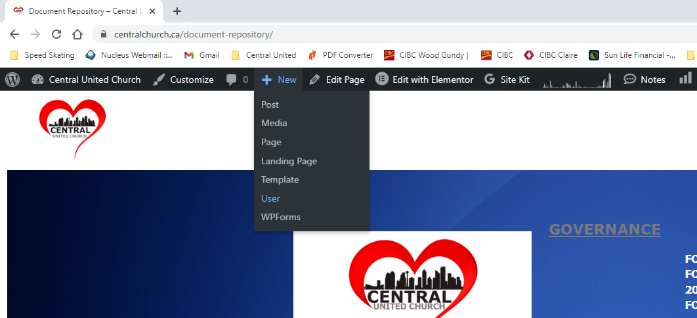 Document Repository – Central U
centralchurch.ca/document-repository/
Speed Skating Nucleus Webmail ::... Gmail Central United PDF Converter CIBC Wood Gundy | CIBC CIBC Claire Sun Life Financial -...
Central United Church Customize 0 New Edit Page Edit with Elementor Site Kit Notes
Post
Media
Page
Landing Page
Template
User
WPForms
CENTRAL
UNITED CHURCH
GOVERNANCE
FO
FO
20
FO
CENTRAL
UNITED CHURCH